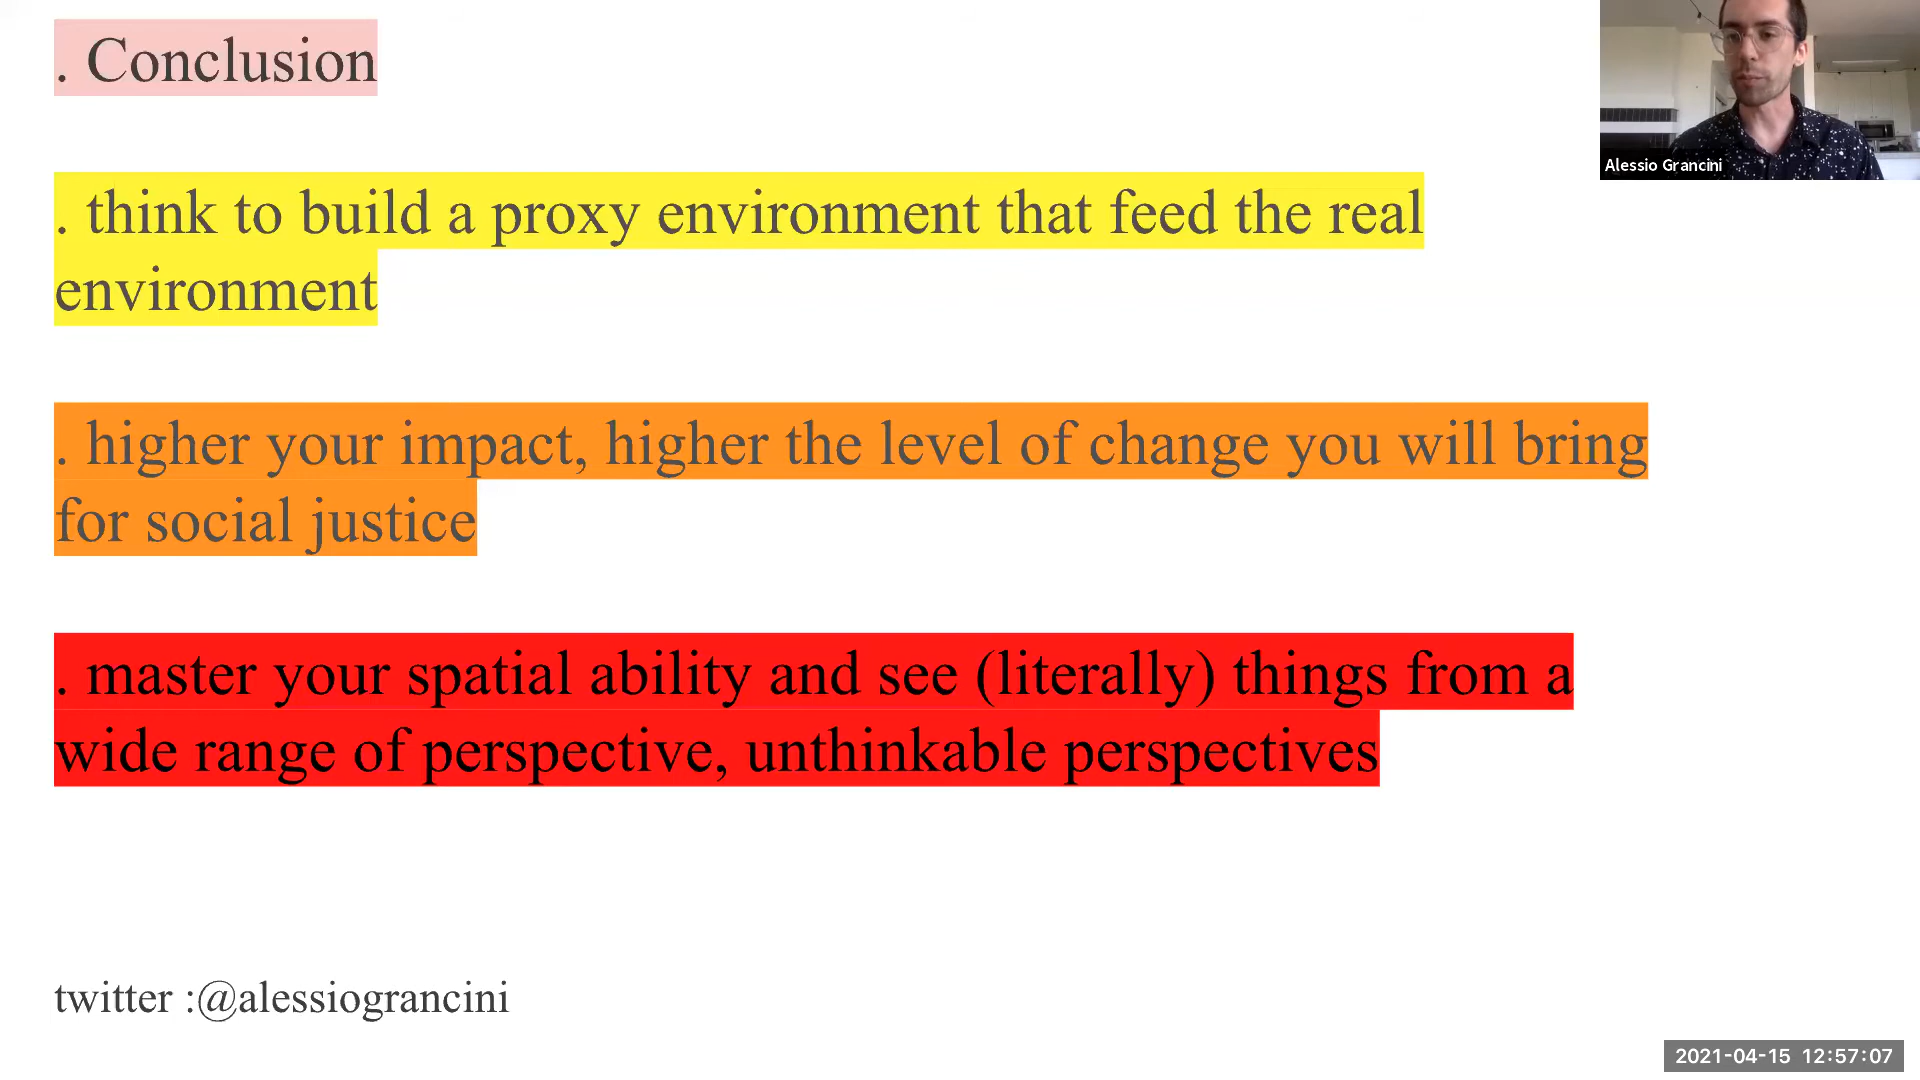 . Conclusion
. think to build a proxy environment that feed the real
environment
. higher your impact, higher the level of change you will bring
for social justice
. master your spatial ability and see (literally) things from a
wide range of perspective, unthinkable perspectives
twitter :@alessiograncini
Alessio Grancini
2021-04-15 12:57:07